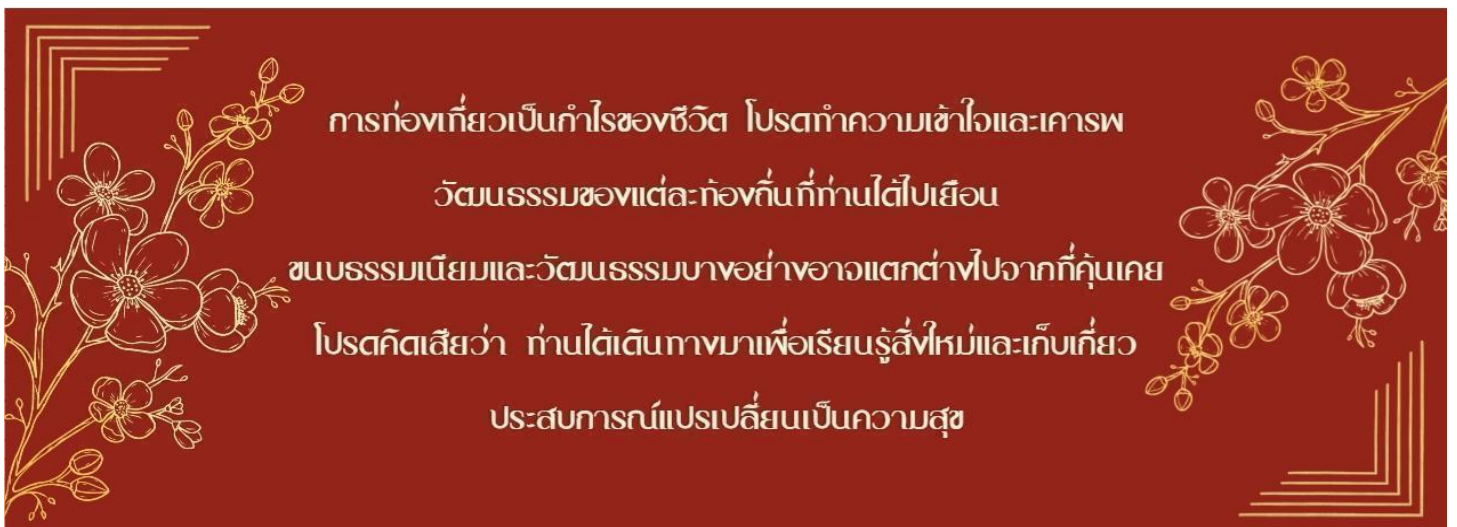 การท่องเที่ยวเป็นกำไรของชีวิต โปรดทำความเข้าใจและเคารพ
วัฒนธรรมของแต่ละท้องถิ่นที่ท่านได้ไปเยือน
ขนบธรรมเนียมและวัฒนธรรมบางอย่างอาจแตกต่างไปจากที่คุ้นเคย
โปรดคิดเสียว่า ท่านได้เดินทางมาเพื่อเรียนรู้สิ่งใหม่และเก็บเกี่ยว
ประสบการณ์แปรเปลี่ยนเป็นความสุข